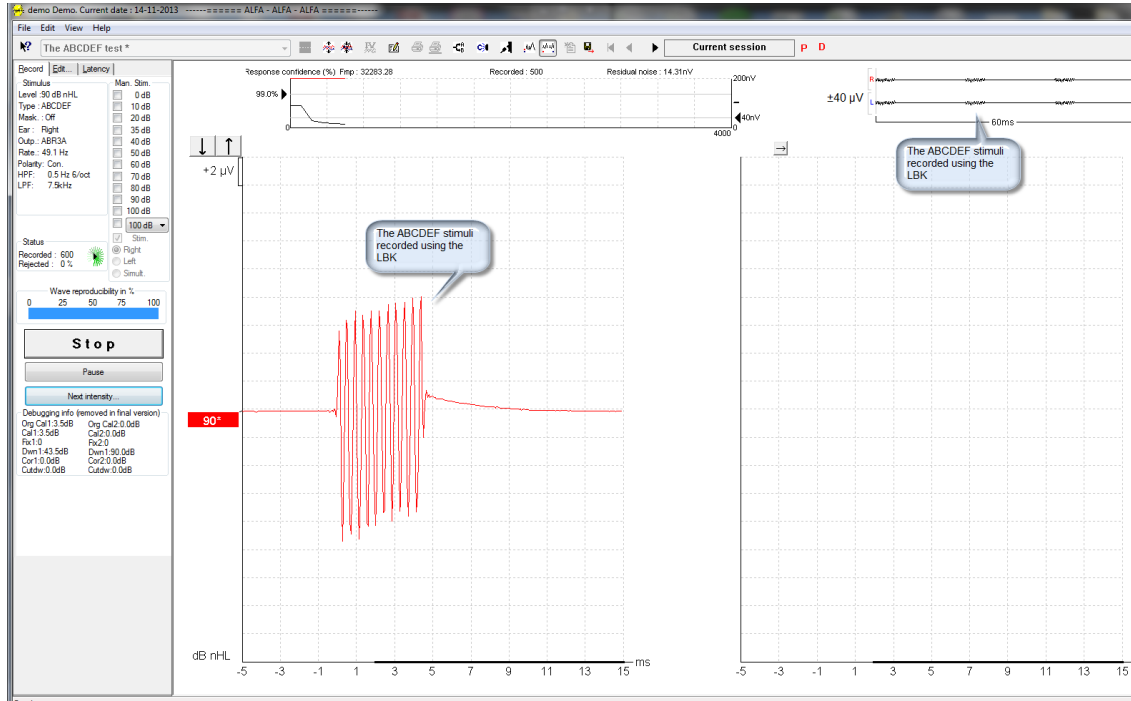 demo Demo. Current date : 14-11-2013 ------====== ALFA - ALFA - ALFA ======------
File Edit View Help
The ABCDEF test *
Current session
P D
Record Edit... Latency
Stimulus
Level :90 dB nHL
Type : ABCDEF
Mask. : Off
Ear : Right
Outp.: ABR3A
Rate.: 49.1 Hz
Polarity: Con.
HPF: 0.5 Hz 6/oct
LPF: 7.5kHz
Man. Stim.
0 dB
10 dB
20 dB
35 dB
40 dB
50 dB
60 dB
70 dB
80 dB
90 dB
100 dB
100 dB
Stim.
Right
Left
Simult.
Status
Recorded : 600
Rejected : 0 %
Wave reproducibility in %
0 25 50 75 100
Stop
Pause
Next intensity...
Debugging info (removed in final version)
Org Cal1:3.5dB Org Cal2:0.0dB
Cal1:3.5dB Cal2:0.0dB
Fix1:0 Fix2:0
Dwn1:43.5dB Dwn1:90.0dB
Cor1:0.0dB Cor2:0.0dB
Cutdw:0.0dB Cutdw:0.0dB
Response confidence (%) Fmp : 32283.28 Recorded : 500 Residual noise : 14.31nV
99.0%
200nV
40nV
0
4000
0
±40 µV
R
L
60ms
The ABCDEF stimuli
recorded using the
LBK
+2 µV
The ABCDEF stimuli
recorded using the
LBK
90*
dB nHL
-5 -3 -1 1 3 5 7 9 11 13 15 ms
-5 -3 -1 1 3 5 7 9 11 13 15